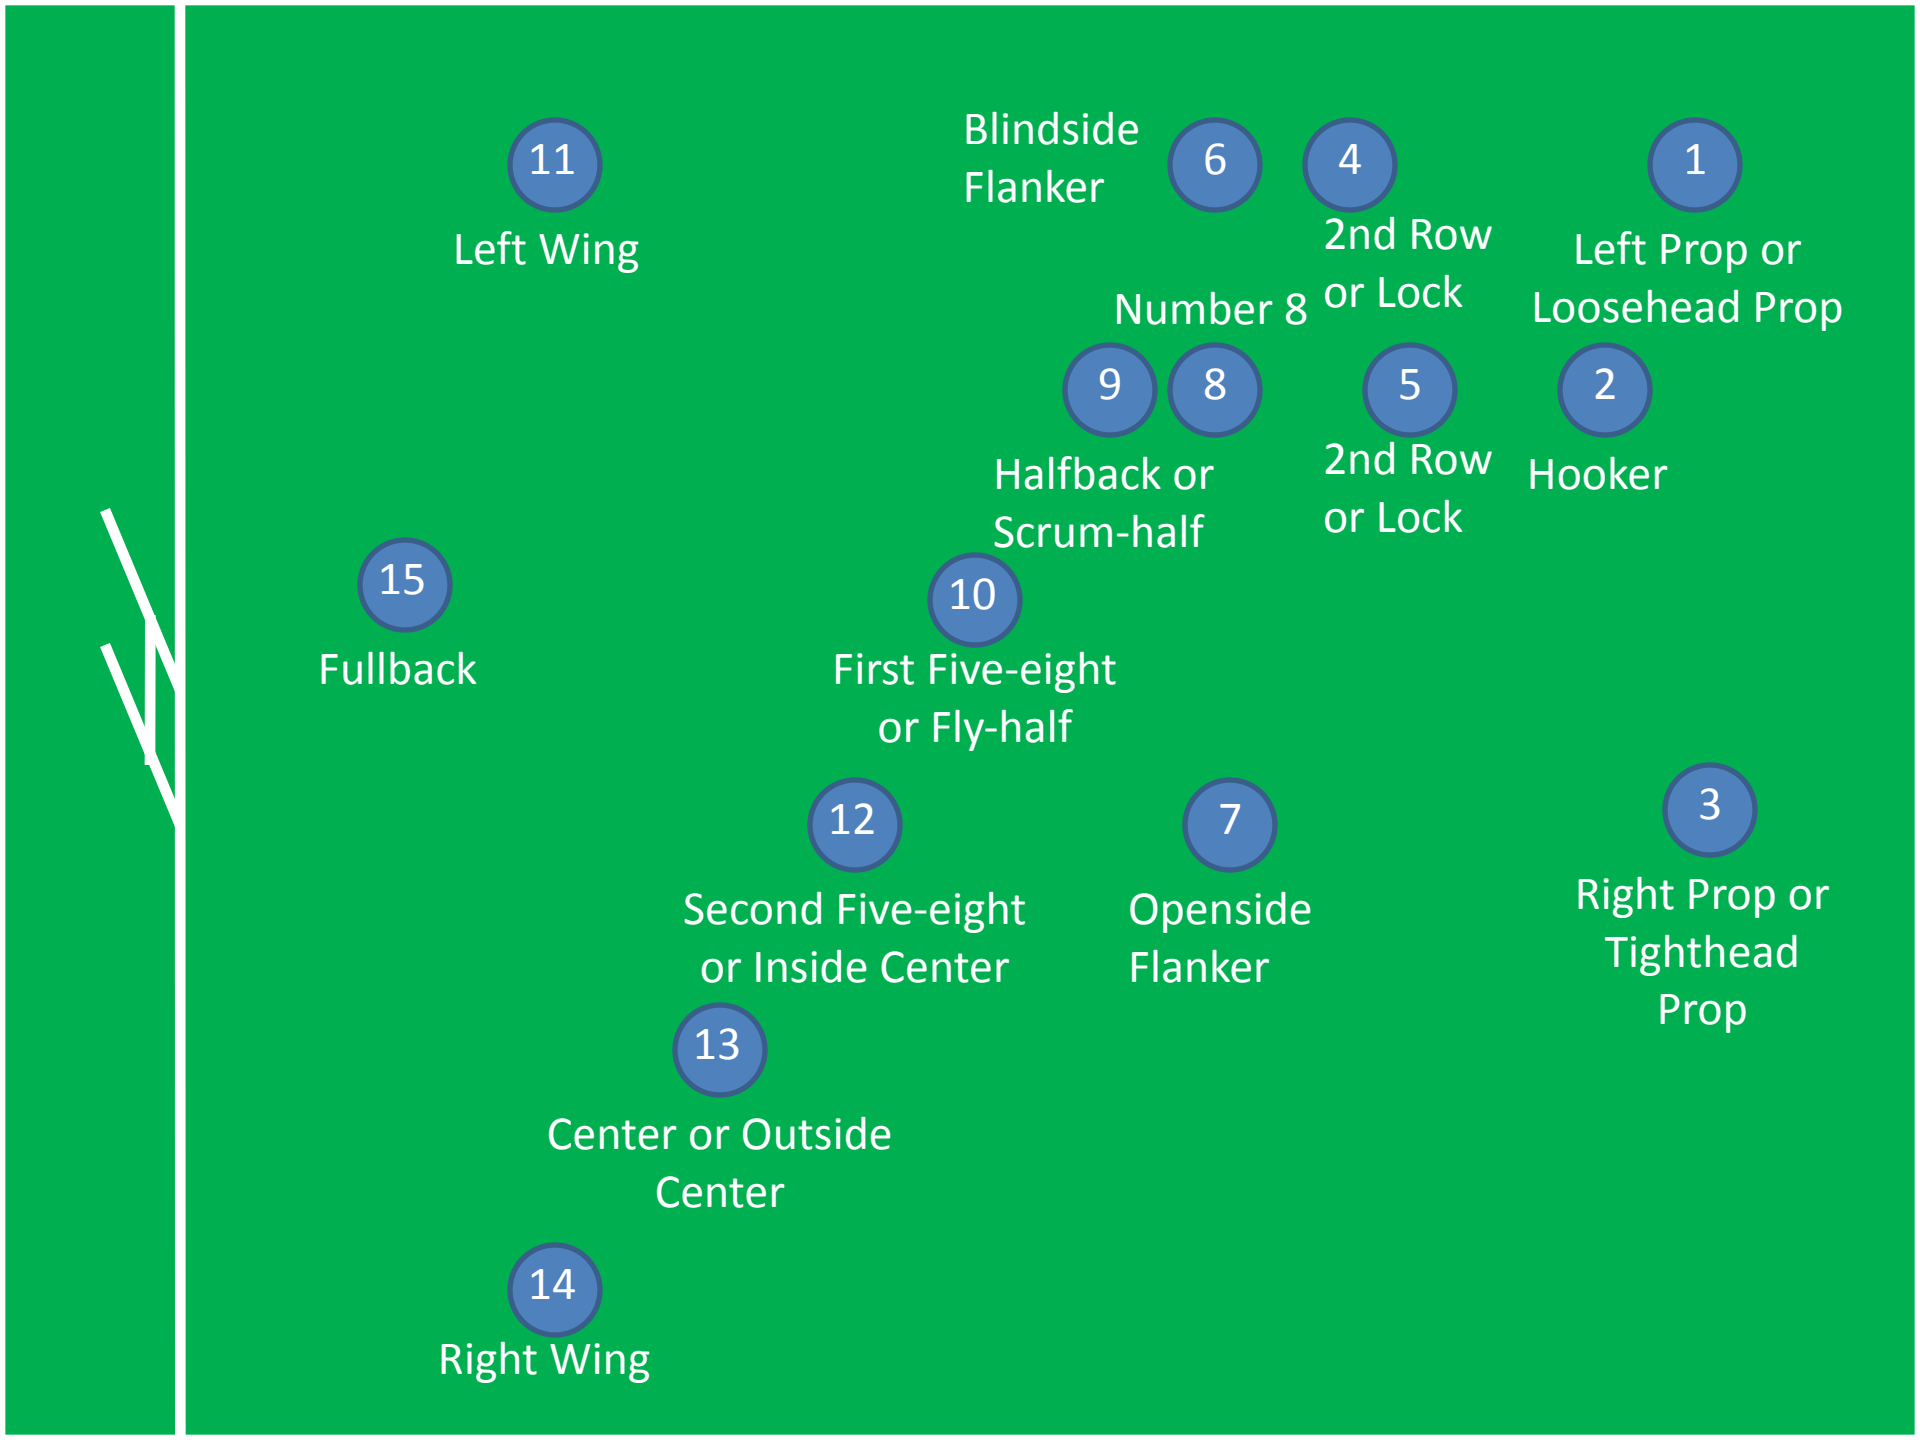 11
Left Wing
Blindside
Flanker
6
4
2nd Row
or Lock
1
Left Prop or
Loosehead Prop
Number 8
9
Halfback or
Scrum-half
8
5
2nd Row
or Lock
2
Hooker
15
Fullback
10
First Five-eight
or Fly-half
12
Second Five-eight
or Inside Center
7
Openside
Flanker
3
Right Prop or
Tighthead
Prop
13
Center or Outside
Center
14
Right Wing